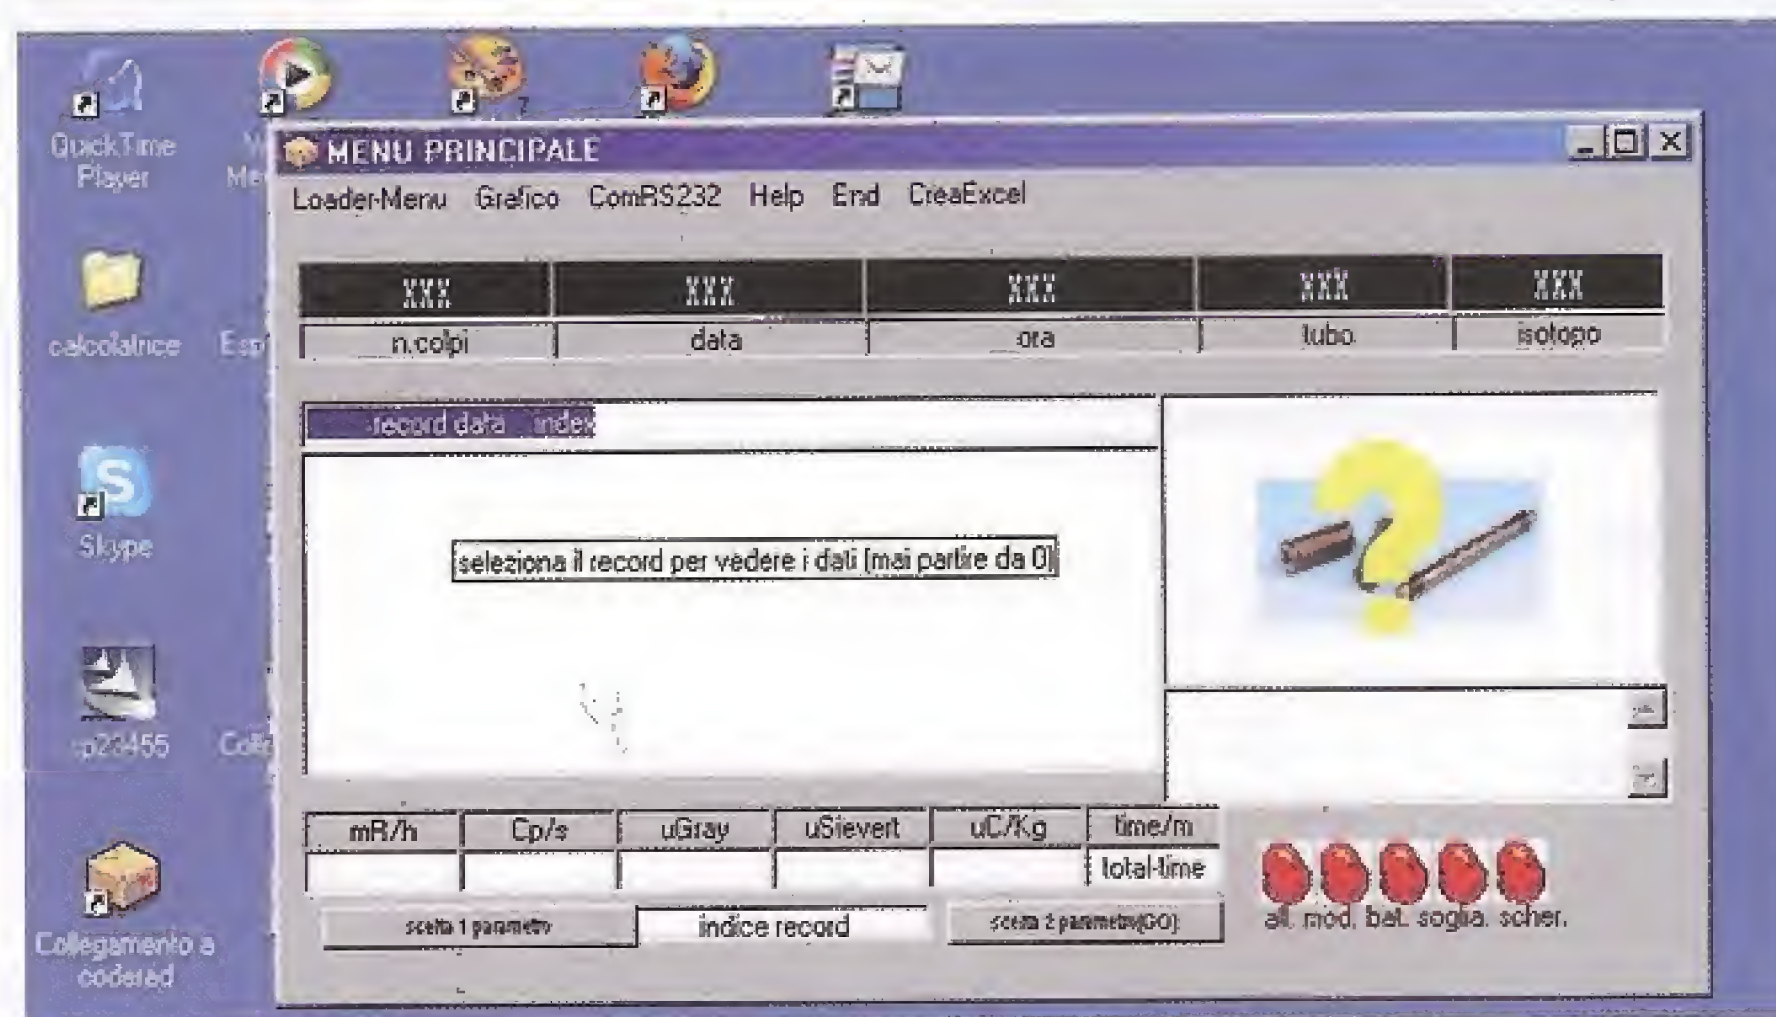 QuickTime
Player
MENU PRINCIPALE
Loader-Menu Grafico ComRS232 Help End CreaExcel
XXX XXX XXX XXX XXX
n.colpi data ora tubo isotopo
calcolatrice
record data index
seleziona il record per vedere i dati (mai partire da 0)
Skype
mR/h Cp/s uGray uSievert uC/Kg time/m
total-time
scelta 1 parametro indice record scelta 2 parametro(GO)
all. mod. bat. soglia. scher.
Collegamento a
coderad